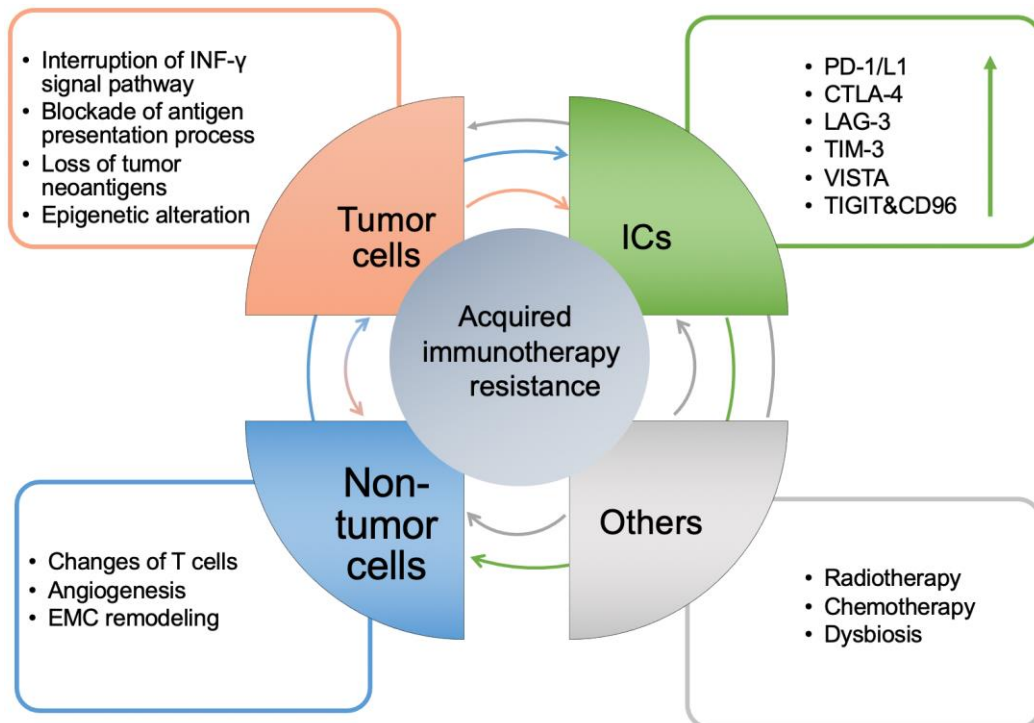 • Interruption of INF-γ
signal pathway
• Blockade of antigen
presentation process
• Loss of tumor
neoantigens
• Epigenetic alteration
• PD-1/L1
• CTLA-4
• LAG-3
• TIM-3
• VISTA
• TIGIT&CD96
Tumor
cells
ICs
Acquired
immunotherapy
resistance
Non-
tumor
cells
Others
• Changes of T cells
• Angiogenesis
• EMC remodeling
• Radiotherapy
• Chemotherapy
• Dysbiosis